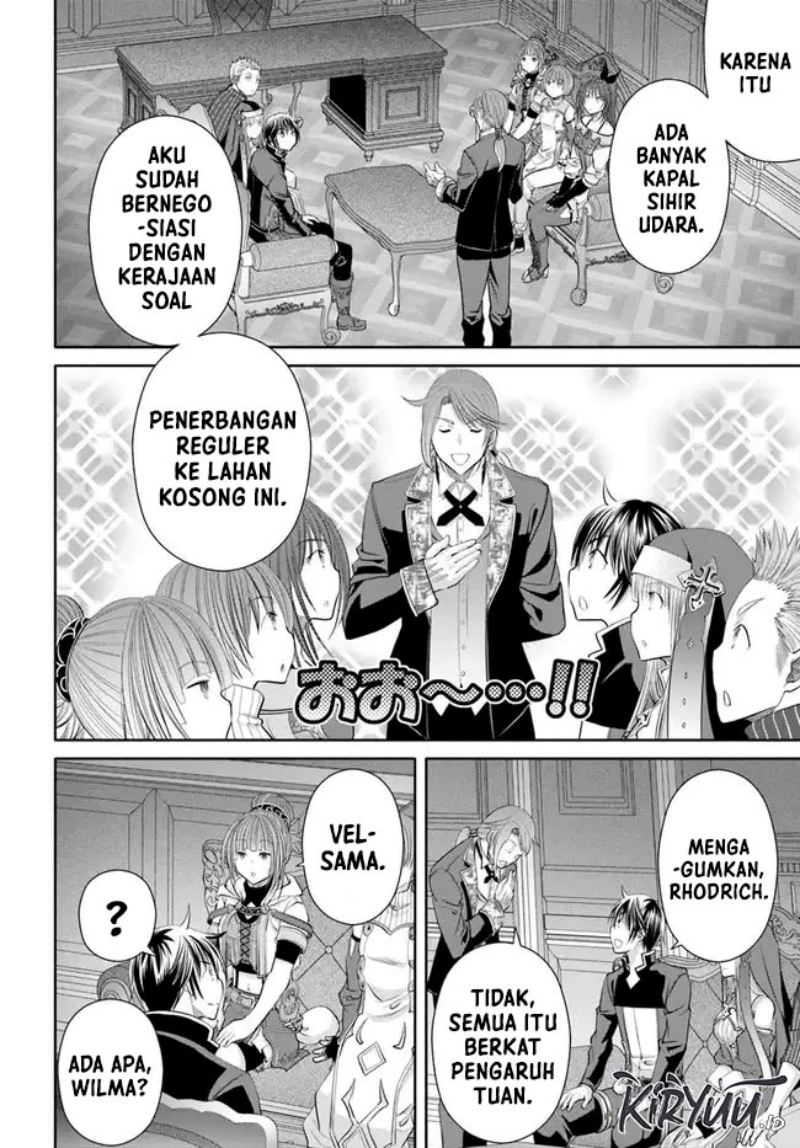 KARENA
ITU
ADA
BANYAK
KAPAL
SIHIR
UDARA.
AKU
SUDAH
BERNEGO
-SIASI
DENGAN
KERAJAAN
SOAL
PENERBANGAN
REGULER
KE LAHAN
KOSONG INI.
おお〜…!!
MENGA
-GUMKAN,
RHODRICH.
TIDAK,
SEMUA ITU
BERKAT
PENGARUH
TUAN.
VEL-
SAMA.
?
ADA APA,
WILMA?
KIRYUU.ID